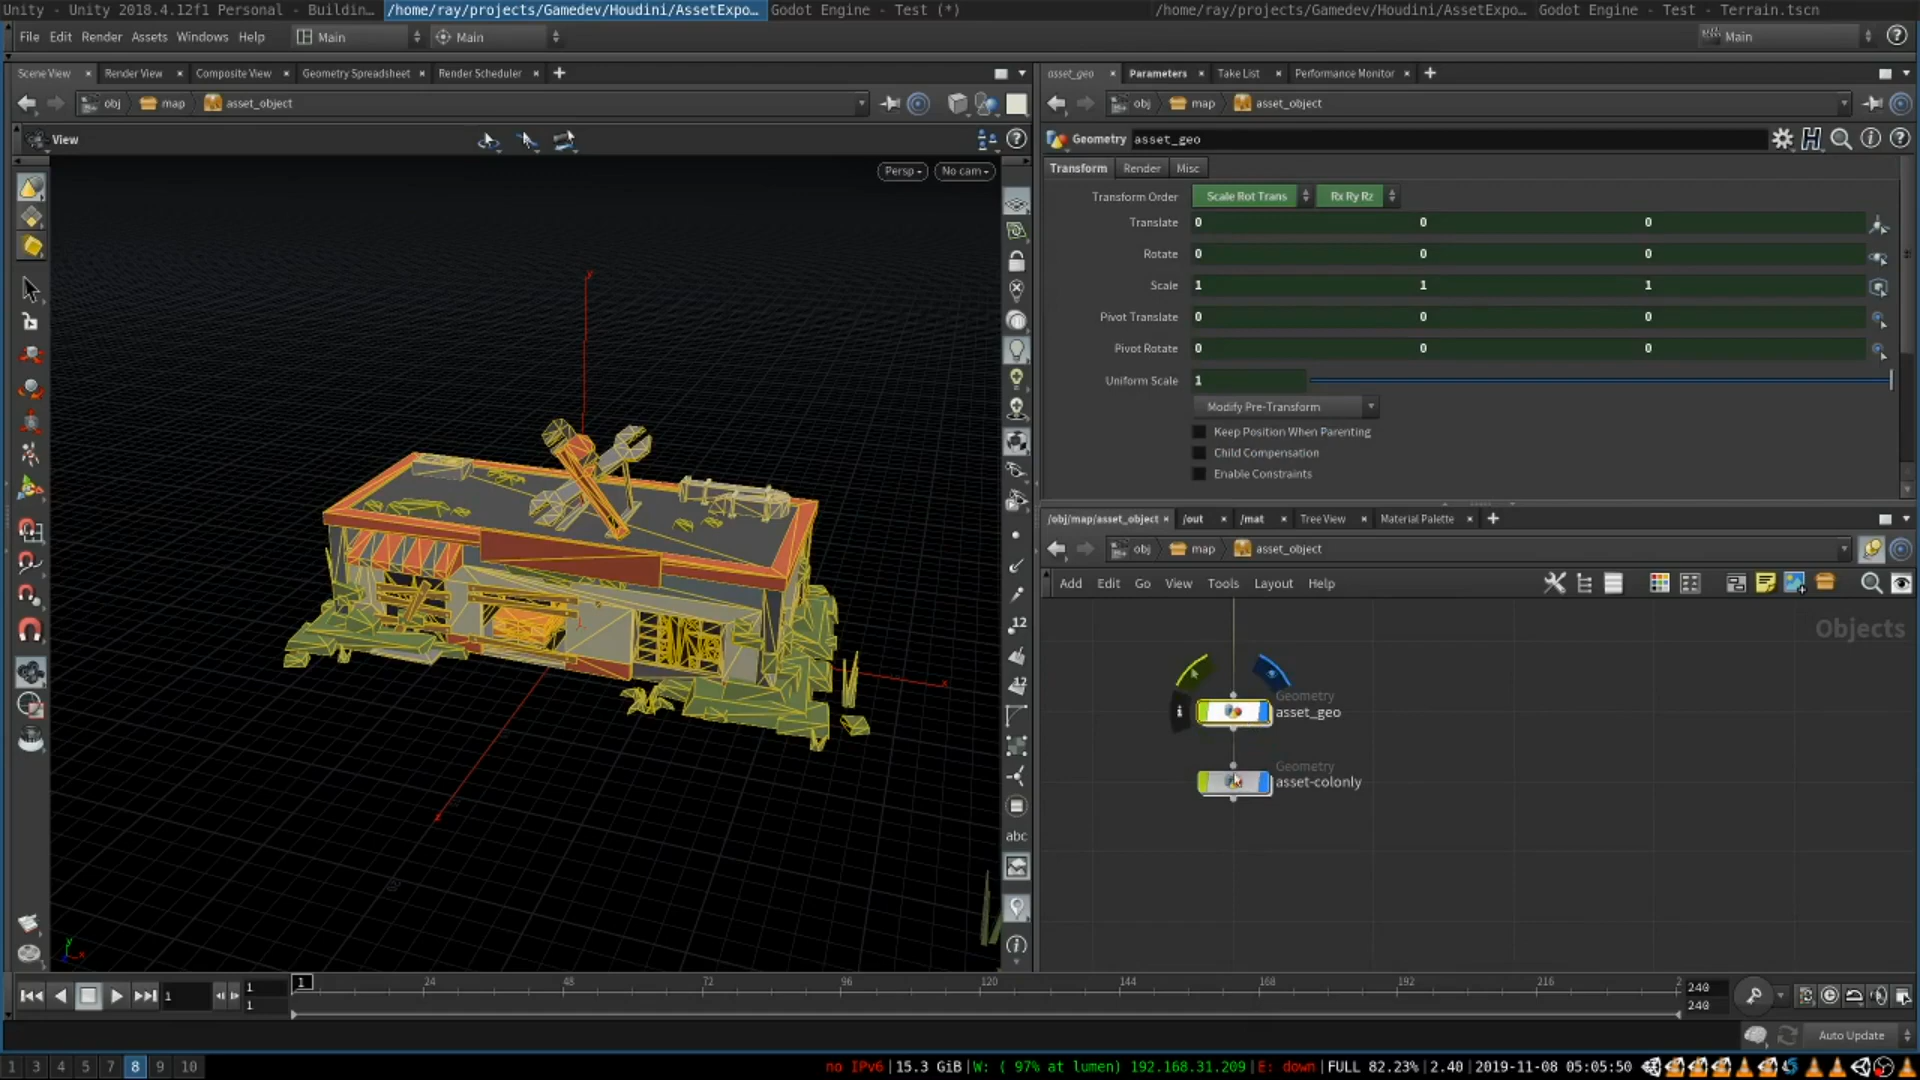 Unity - Unity 2018.4.12f1 Personal - Buildin…
/home/ray/projects/Gamedev/Houdini/AssetExpo…
Godot Engine - Test (*)
/home/ray/projects/Gamedev/Houdini/AssetExpo…
Godot Engine - Test - Terrain.tscn
File Edit Render Assets Windows Help
Main
Main
Main
Scene View × Render View × Composite View × Geometry Spreadsheet × Render Scheduler × +
asset_geo × Parameters × Take List × Performance Monitor × +
obj map asset_object
obj map asset_object
View
Geometry asset_geo
Persp
No cam
Transform Render Misc
Transform Order Scale Rot Trans Rx Ry Rz
Translate 0 0 0
Rotate 0 0 0
Scale 1 1 1
Pivot Translate 0 0 0
Pivot Rotate 0 0 0
Uniform Scale 1
Modify Pre-Transform
Keep Position When Parenting
Child Compensation
Enable Constraints
/obj/map/asset_object × /out × /mat × Tree View × Material Palette × +
obj map asset_object
Add Edit Go View Tools Layout Help
Objects
Geometry
asset_geo
Geometry
asset-colonly
y
x
z
12
12
abc
y
x
1
1
1
1
24 48 72 96 120 144 168 192 216 2
240
240
Auto Update
1 3 4 5 7 8 9 10
no IPv6|15.3 GiB|W: ( 97% at lumen) 192.168.31.209|E: down|FULL 82.23%|2.40|2019-11-08 05:05:50